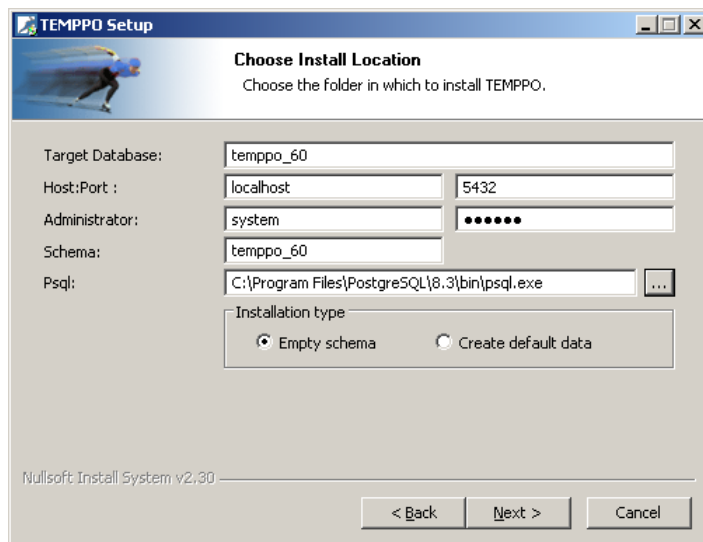 TEMPPO Setup
Choose Install Location
Choose the folder in which to install TEMPPO.
Target Database: temppo_60
Host:Port : localhost 5432
Administrator: system ●●●●●●
Schema: temppo_60
Psql: C:\Program Files\PostgreSQL\8.3\bin\psql.exe ...
Installation type
Empty schema Create default data
Nullsoft Install System v2.30
< Back Next > Cancel